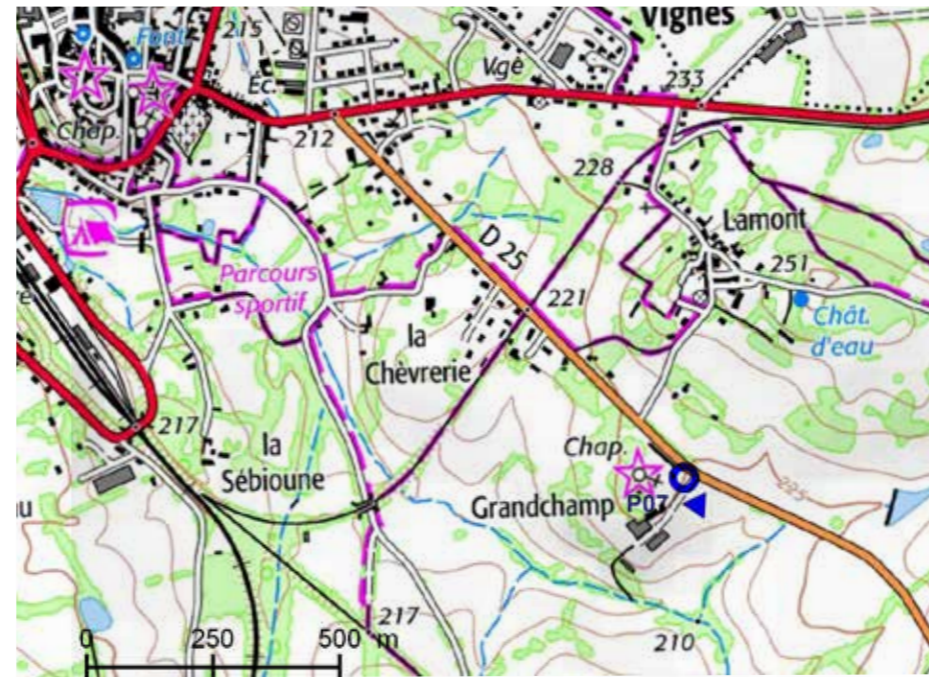 Vignes
215
Font.
Vgé
Éc.
233
Chap.
212
228
Lamont
D 25
251
Parcours
sportif
221
Chât.
d'eau
la
Chèvrerie
217
la
Sébioune
Chap.
Grandchamp
P07
225
217
210
0 250 500 m